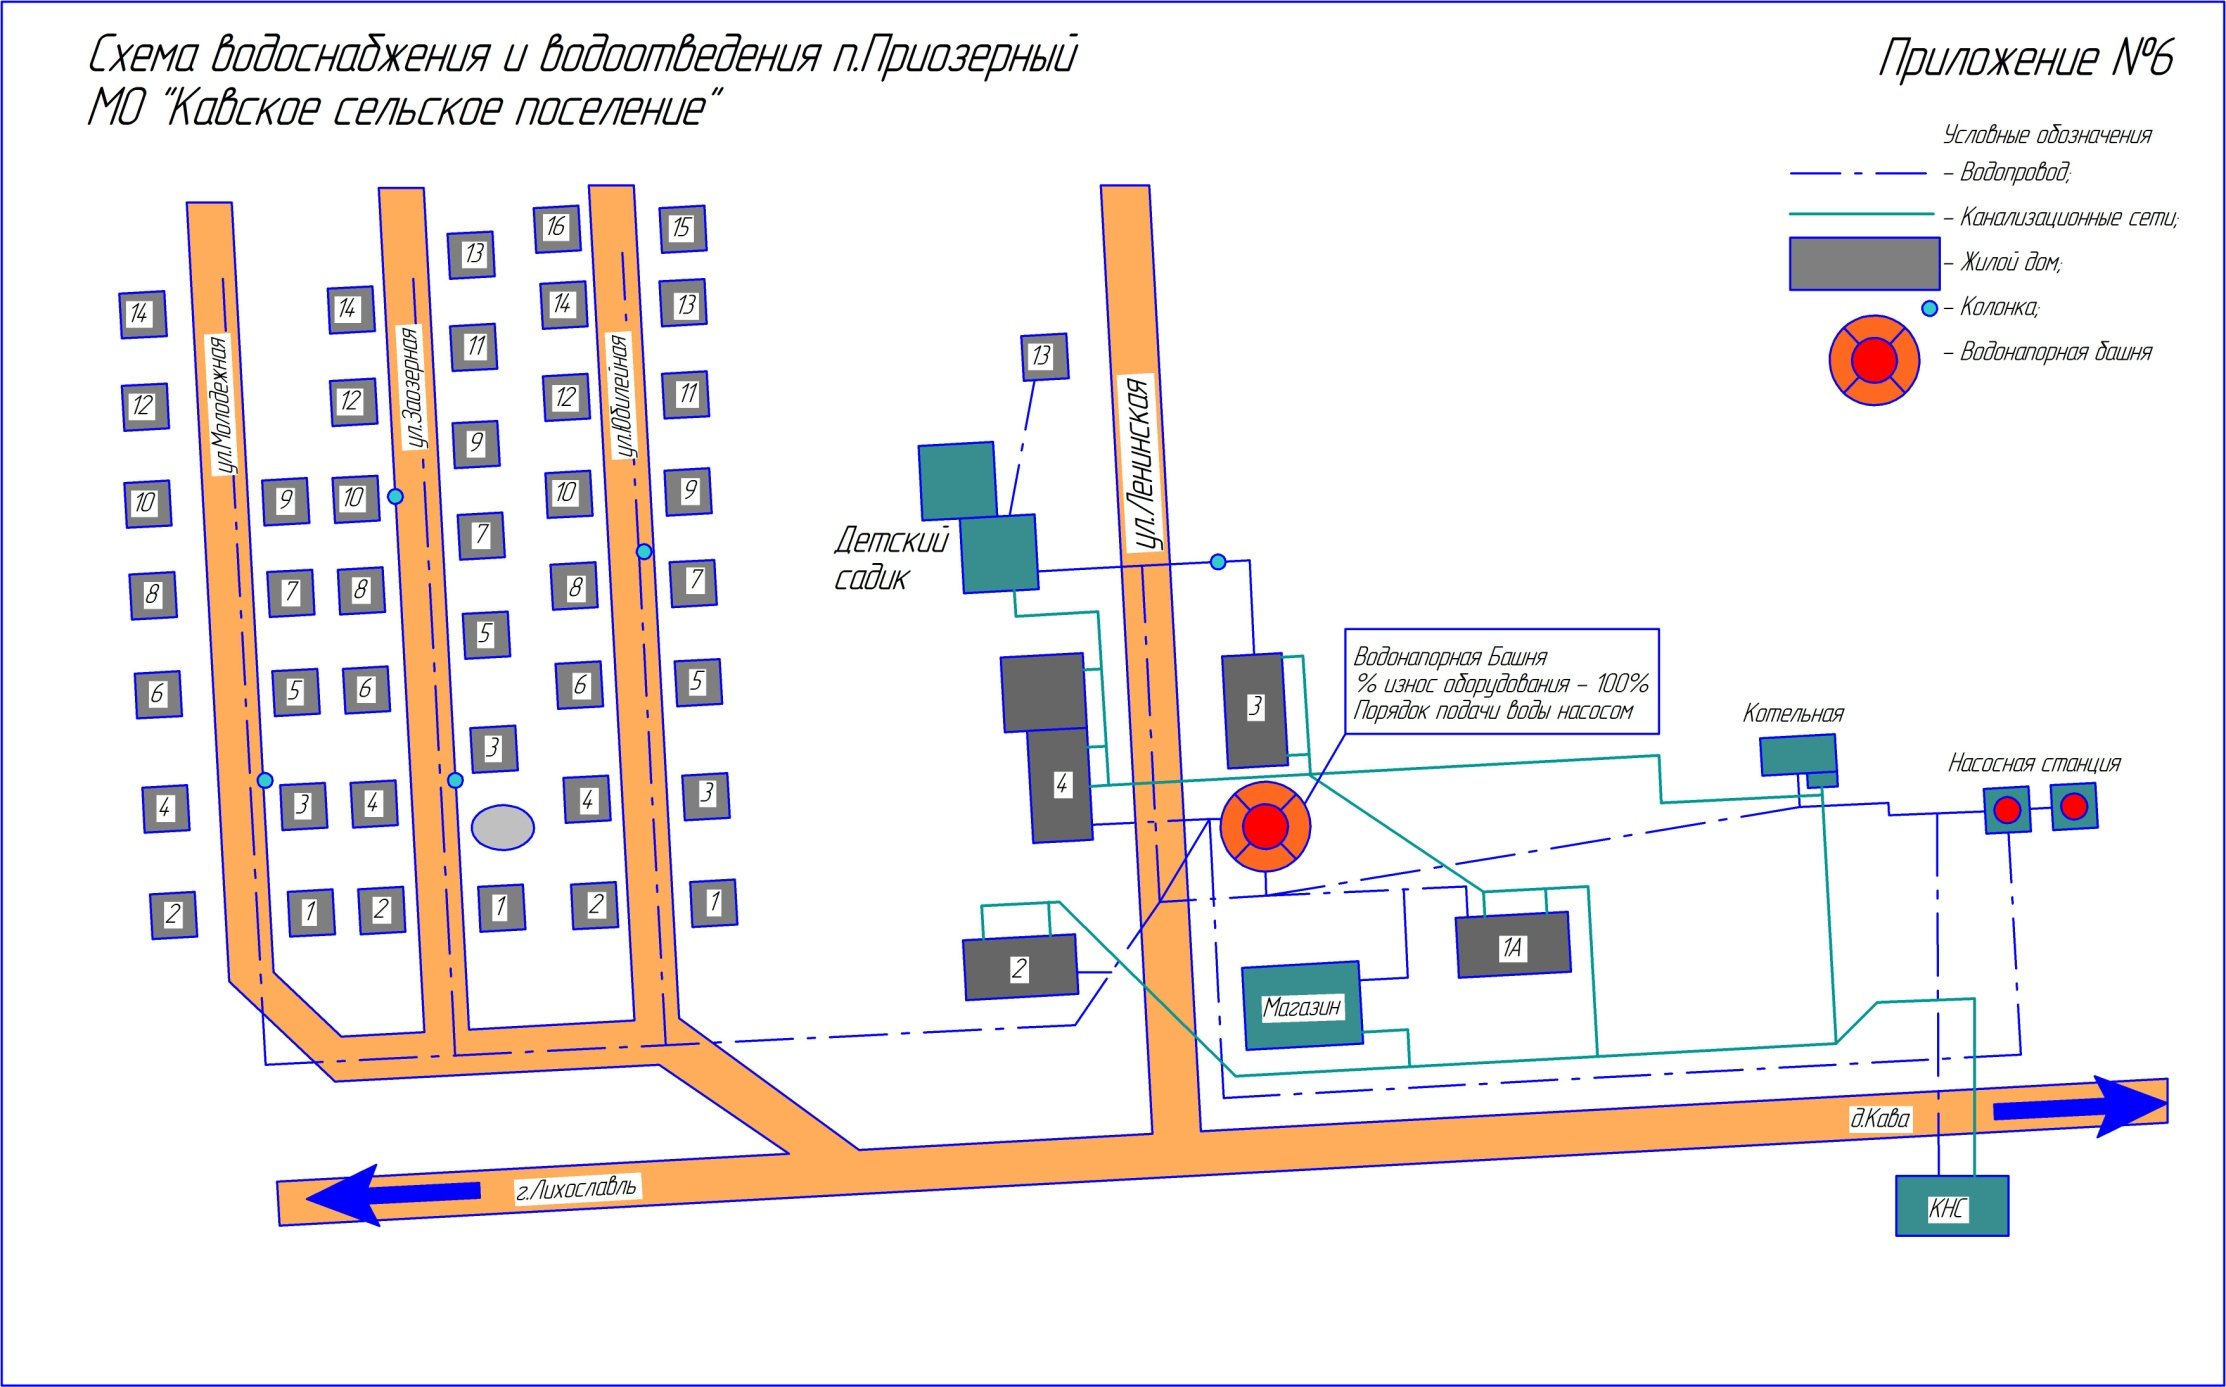 Схема водоснабжения и водоотведения п.Приозерный
МО "Кавское сельское поселение"
Приложение №6
Условные обозначения
– Водопровод;
– Канализационные сети;
– Жилой дом;
– Колонка;
– Водонапорная башня
14
12
10
8
6
4
2
ул.Молодежная
9
7
5
3
1
14
12
10
8
6
4
2
ул.Заозерная
13
11
9
7
5
3
1
16
14
12
10
8
6
4
2
ул.Юбилейная
15
13
11
9
7
5
3
1
13
Детский
садик
ул.Ленинская
4
3
2
Водонапорная Башня
% износ оборудования – 100%
Порядок подачи воды насосом
Котельная
Насосная станция
1А
Магазин
д.Кава
г.Лихославль
КНС